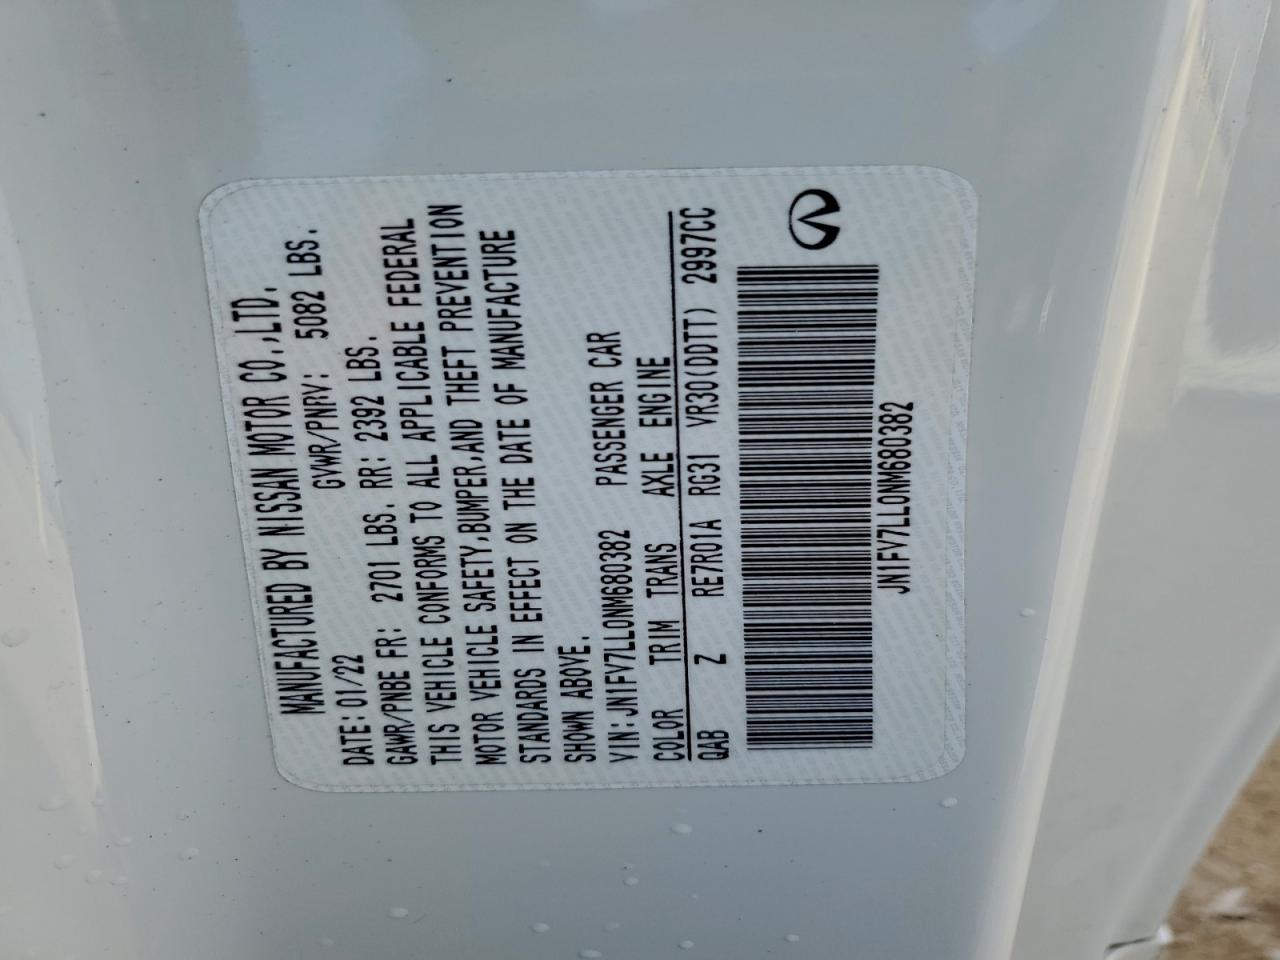 MANUFACTURED BY NISSAN MOTOR CO.,LTD.
DATE:01/22 GVWR/PNRV: 5082 LBS.
GAWR/PNBE FR: 2701 LBS. RR: 2392 LBS.
THIS VEHICLE CONFORMS TO ALL APPLICABLE FEDERAL
MOTOR VEHICLE SAFETY,BUMPER,AND THEFT PREVENTION
STANDARDS IN EFFECT ON THE DATE OF MANUFACTURE
SHOWN ABOVE.
VIN:JN1FV7LL0NM680382 PASSENGER CAR
COLOR TRIM TRANS AXLE ENGINE
QAB Z RE7R01A RG31 VR30(DDTT) 2997CC
JN1FV7LL0NM680382